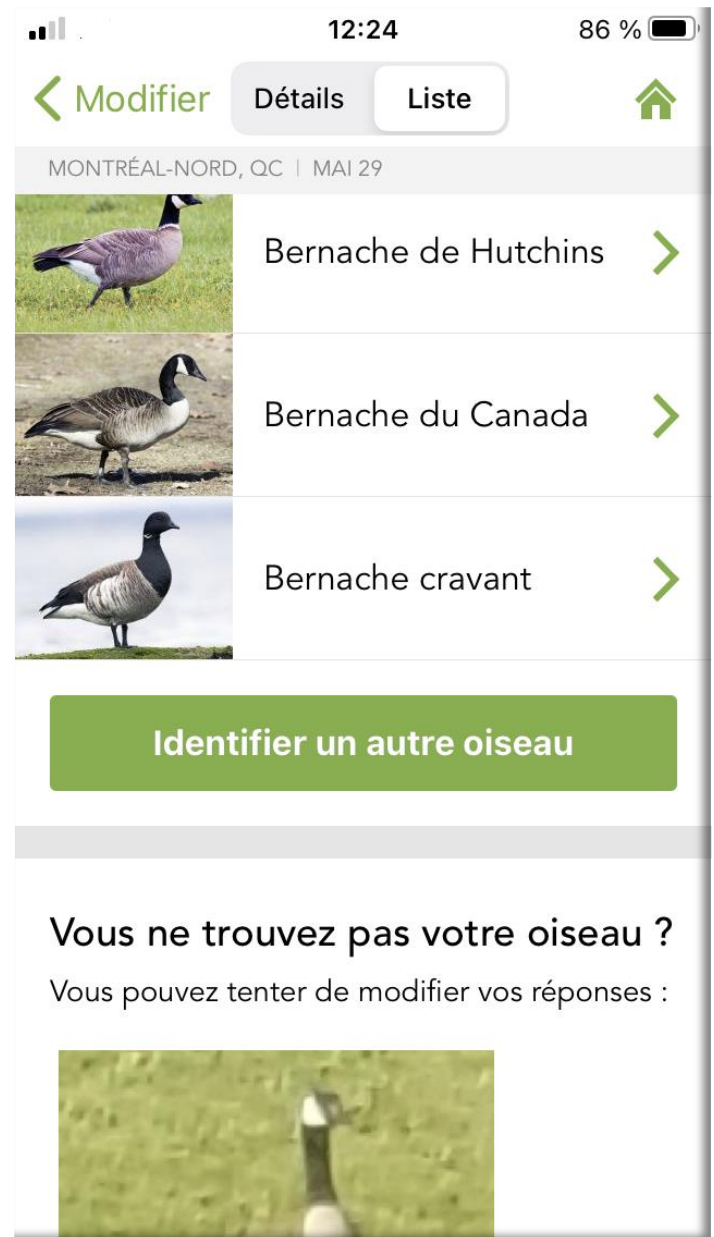 12:24
86 %
Modifier
Détails
Liste
MONTRÉAL-NORD, QC | MAI 29
Bernache de Hutchins
Bernache du Canada
Bernache cravant
Identifier un autre oiseau
Vous ne trouvez pas votre oiseau ?
Vous pouvez tenter de modifier vos réponses :